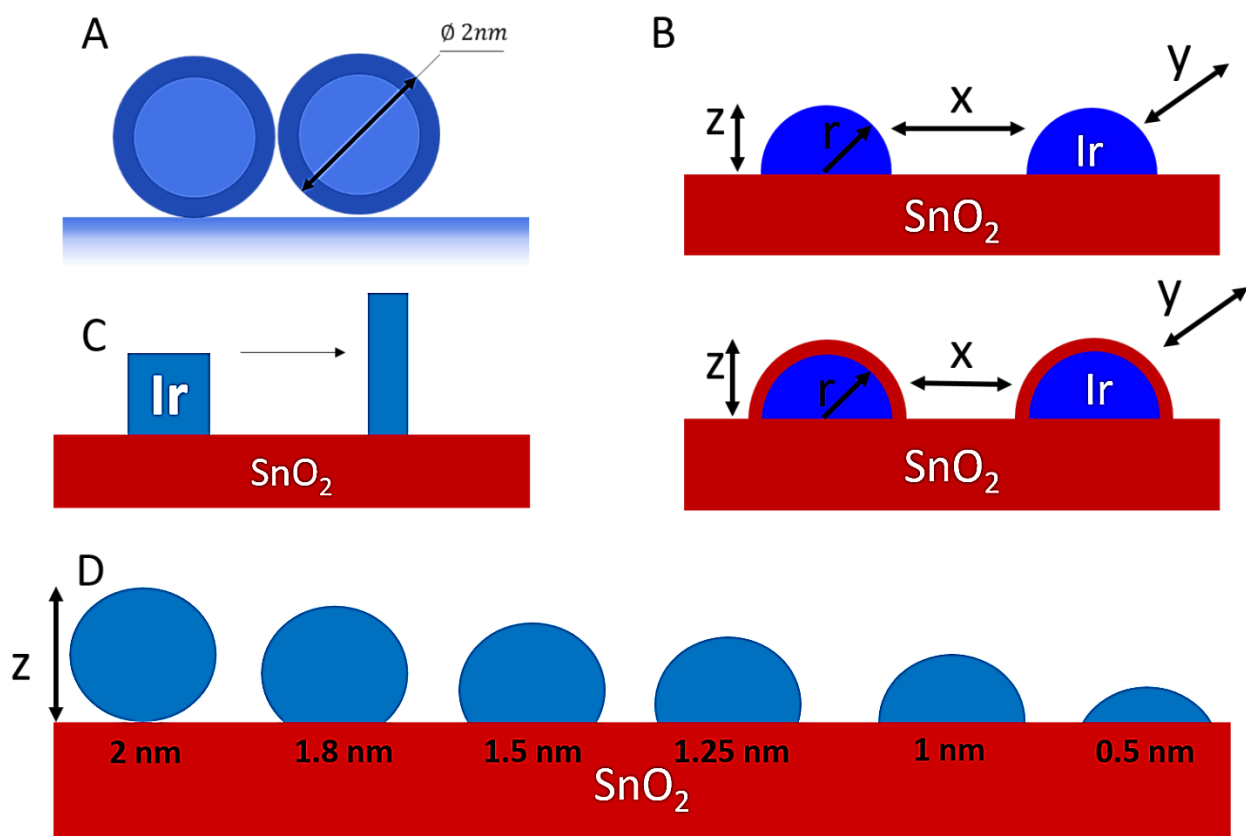 A
Ø 2nm
B
z
r
x
y
Ir
SnO₂
C
Ir
SnO₂
z
r
x
y
Ir
SnO₂
D
z
2 nm
1.8 nm
1.5 nm
1.25 nm
1 nm
0.5 nm
SnO₂